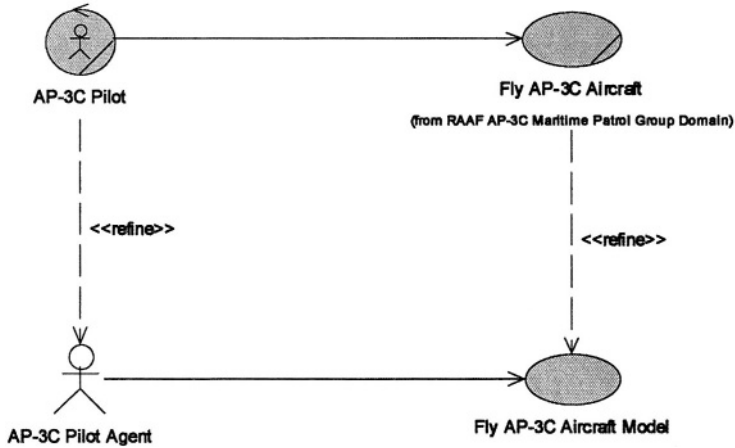 AP-3C Pilot
Fly AP-3C Aircraft
(from RAAF AP-3C Maritime Patrol Group Domain)
<<refine>>
<<refine>>
AP-3C Pilot Agent
Fly AP-3C Aircraft Model